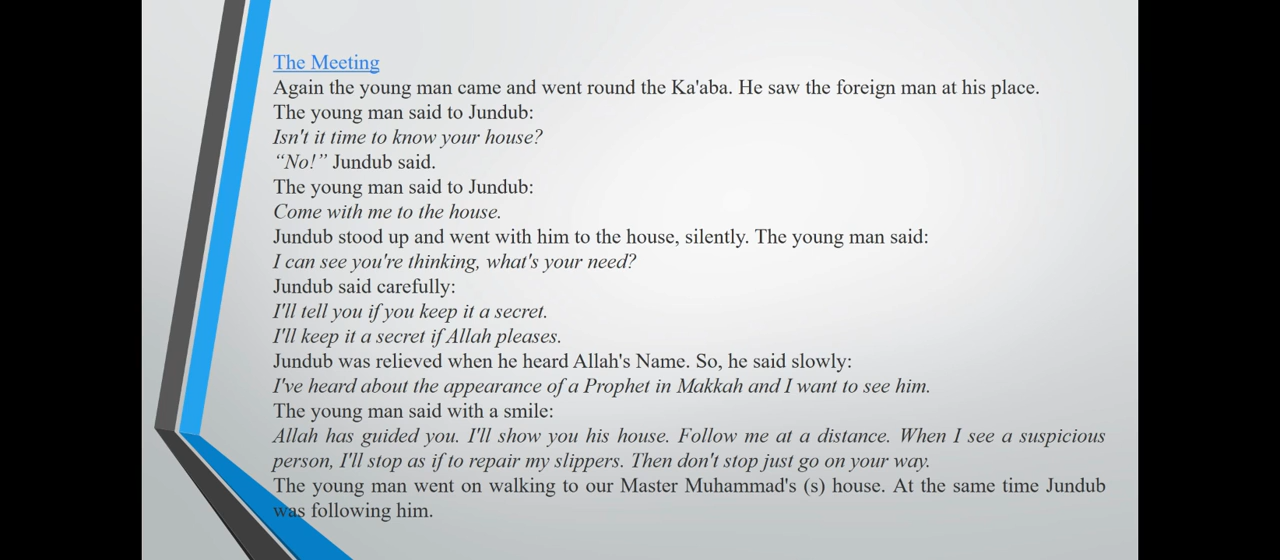 The Meeting
Again the young man came and went round the Ka'aba. He saw the foreign man at his place.
The young man said to Jundub:
Isn't it time to know your house?
“No!” Jundub said.
The young man said to Jundub:
Come with me to the house.
Jundub stood up and went with him to the house, silently. The young man said:
I can see you're thinking, what's your need?
Jundub said carefully:
I'll tell you if you keep it a secret.
I'll keep it a secret if Allah pleases.
Jundub was relieved when he heard Allah's Name. So, he said slowly:
I've heard about the appearance of a Prophet in Makkah and I want to see him.
The young man said with a smile:
Allah has guided you. I'll show you his house. Follow me at a distance. When I see a suspicious
person, I'll stop as if to repair my slippers. Then don't stop just go on your way.
The young man went on walking to our Master Muhammad's (s) house. At the same time Jundub
was following him.